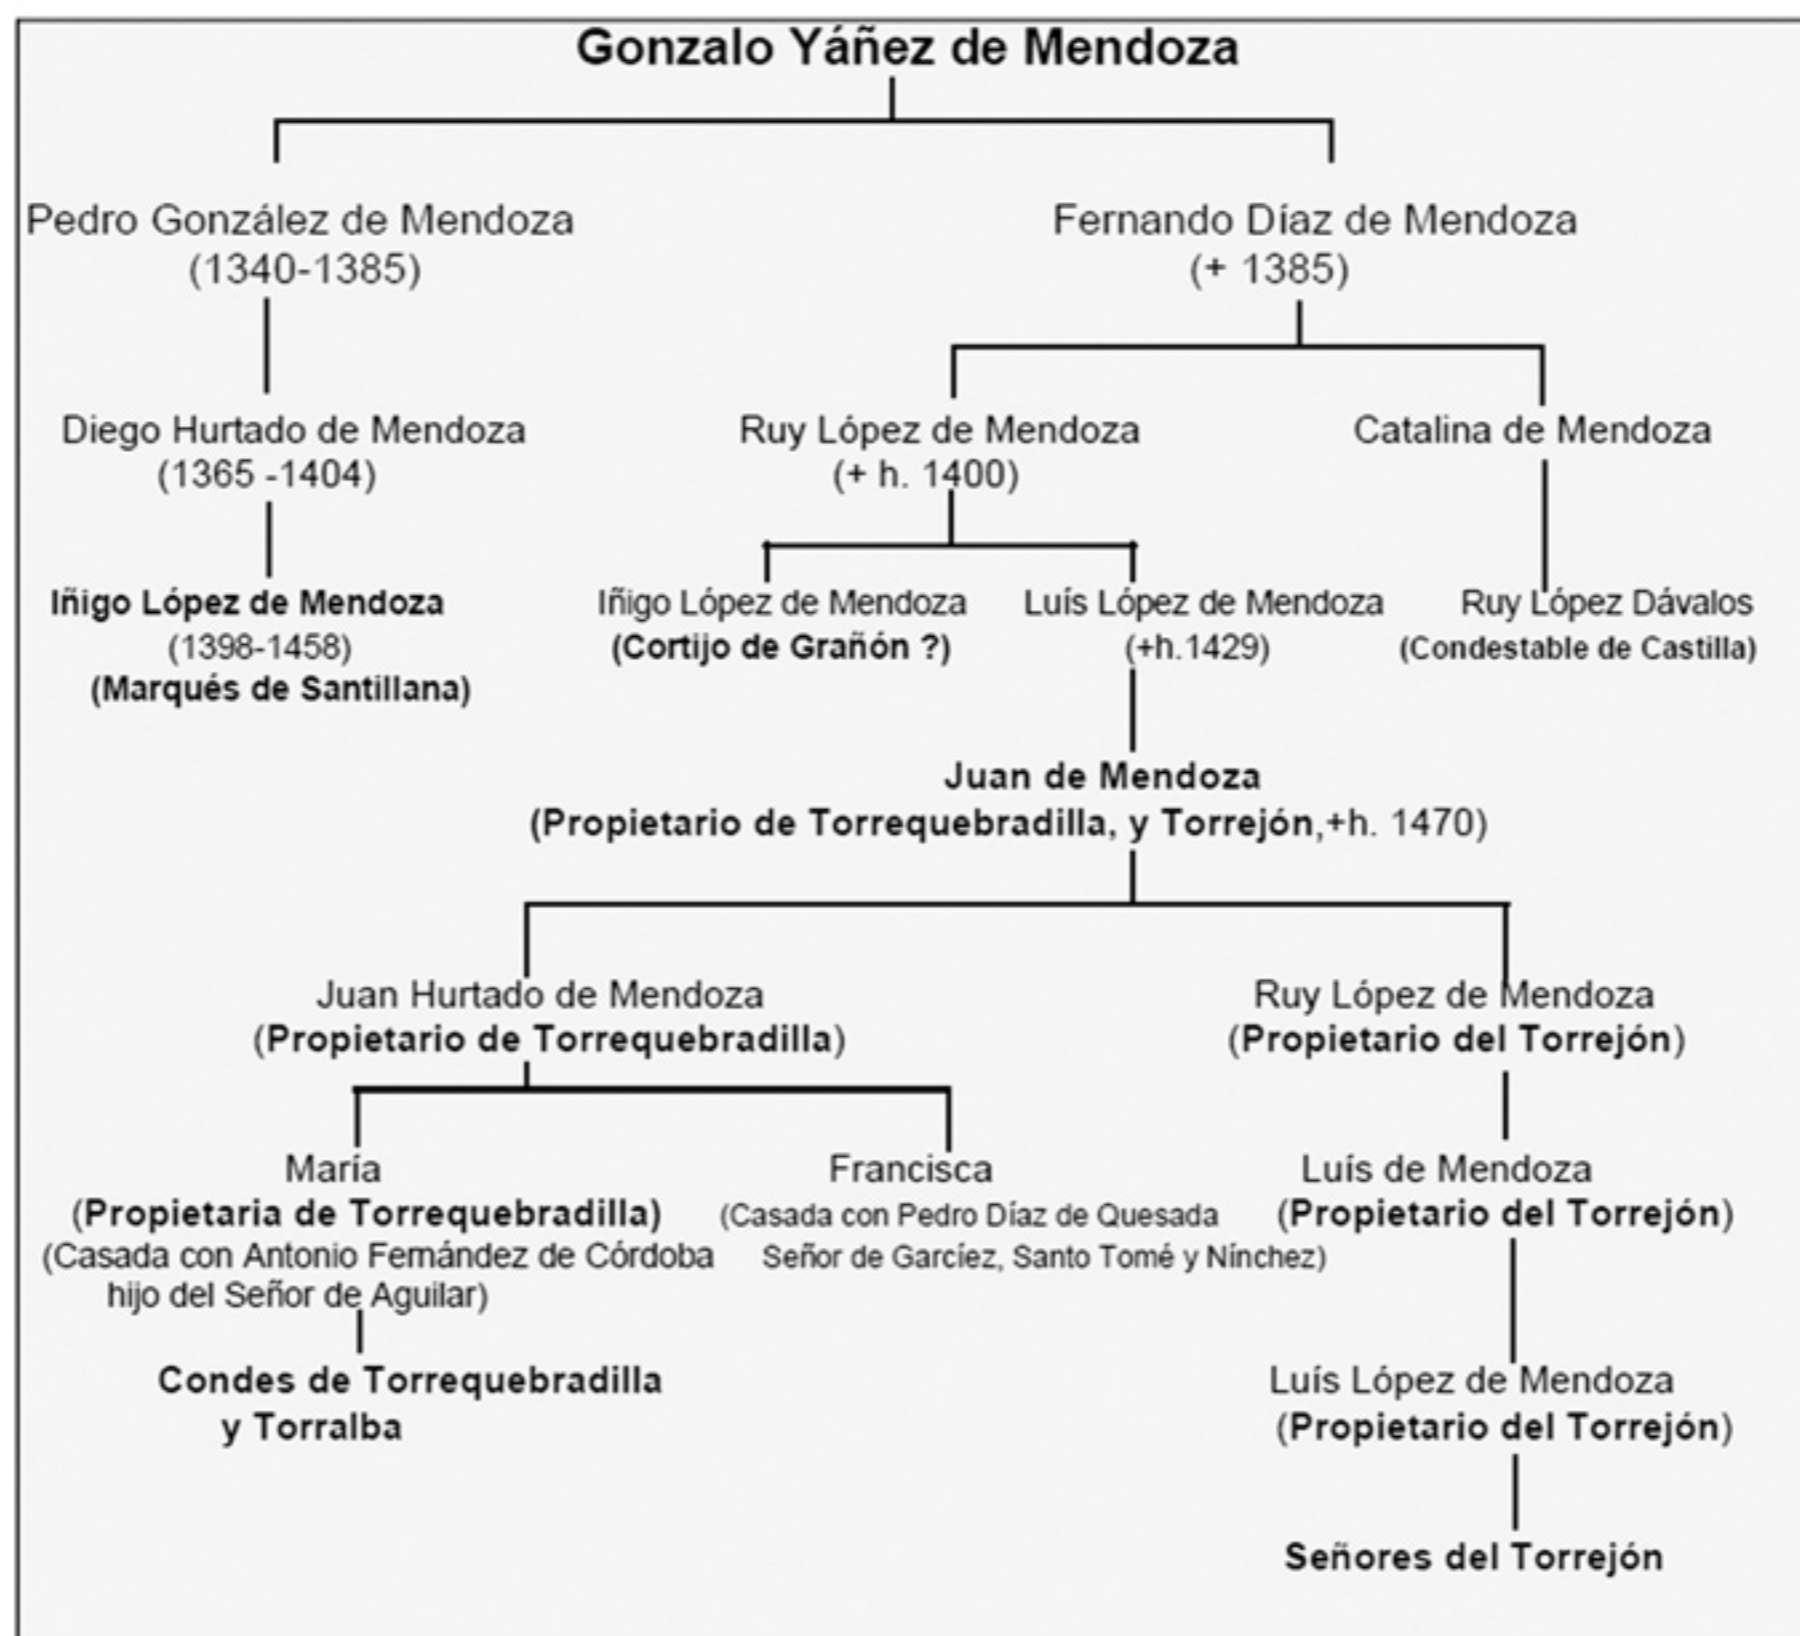 Gonzalo Yáñez de Mendoza
Pedro González de Mendoza
(1340-1385)
Fernando Díaz de Mendoza
(+ 1385)
Diego Hurtado de Mendoza
(1365 -1404)
Ruy López de Mendoza
(+ h. 1400)
Catalina de Mendoza
Iñigo López de Mendoza
(1398-1458)
(Marqués de Santillana)
Iñigo López de Mendoza
(Cortijo de Grañón ?)
Luís López de Mendoza
(+h.1429)
Ruy López Dávalos
(Condestable de Castilla)
Juan de Mendoza
(Propietario de Torrequebradilla, y Torrejón,+h. 1470)
Juan Hurtado de Mendoza
(Propietario de Torrequebradilla)
Ruy López de Mendoza
(Propietario del Torrejón)
María
(Propietaria de Torrequebradilla)
(Casada con Antonio Fernández de Córdoba
hijo del Señor de Aguilar)
Francisca
(Casada con Pedro Díaz de Quesada
Señor de Garcíez, Santo Tomé y Nínchez)
Luís de Mendoza
(Propietario del Torrejón)
Condes de Torrequebradilla
y Torralba
Luís López de Mendoza
(Propietario del Torrejón)
Señores del Torrejón